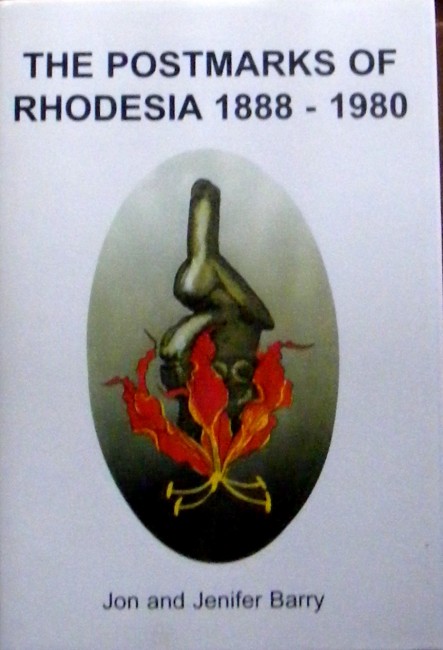 THE POSTMARKS OF
RHODESIA 1888 - 1980
Jon and Jenifer Barry